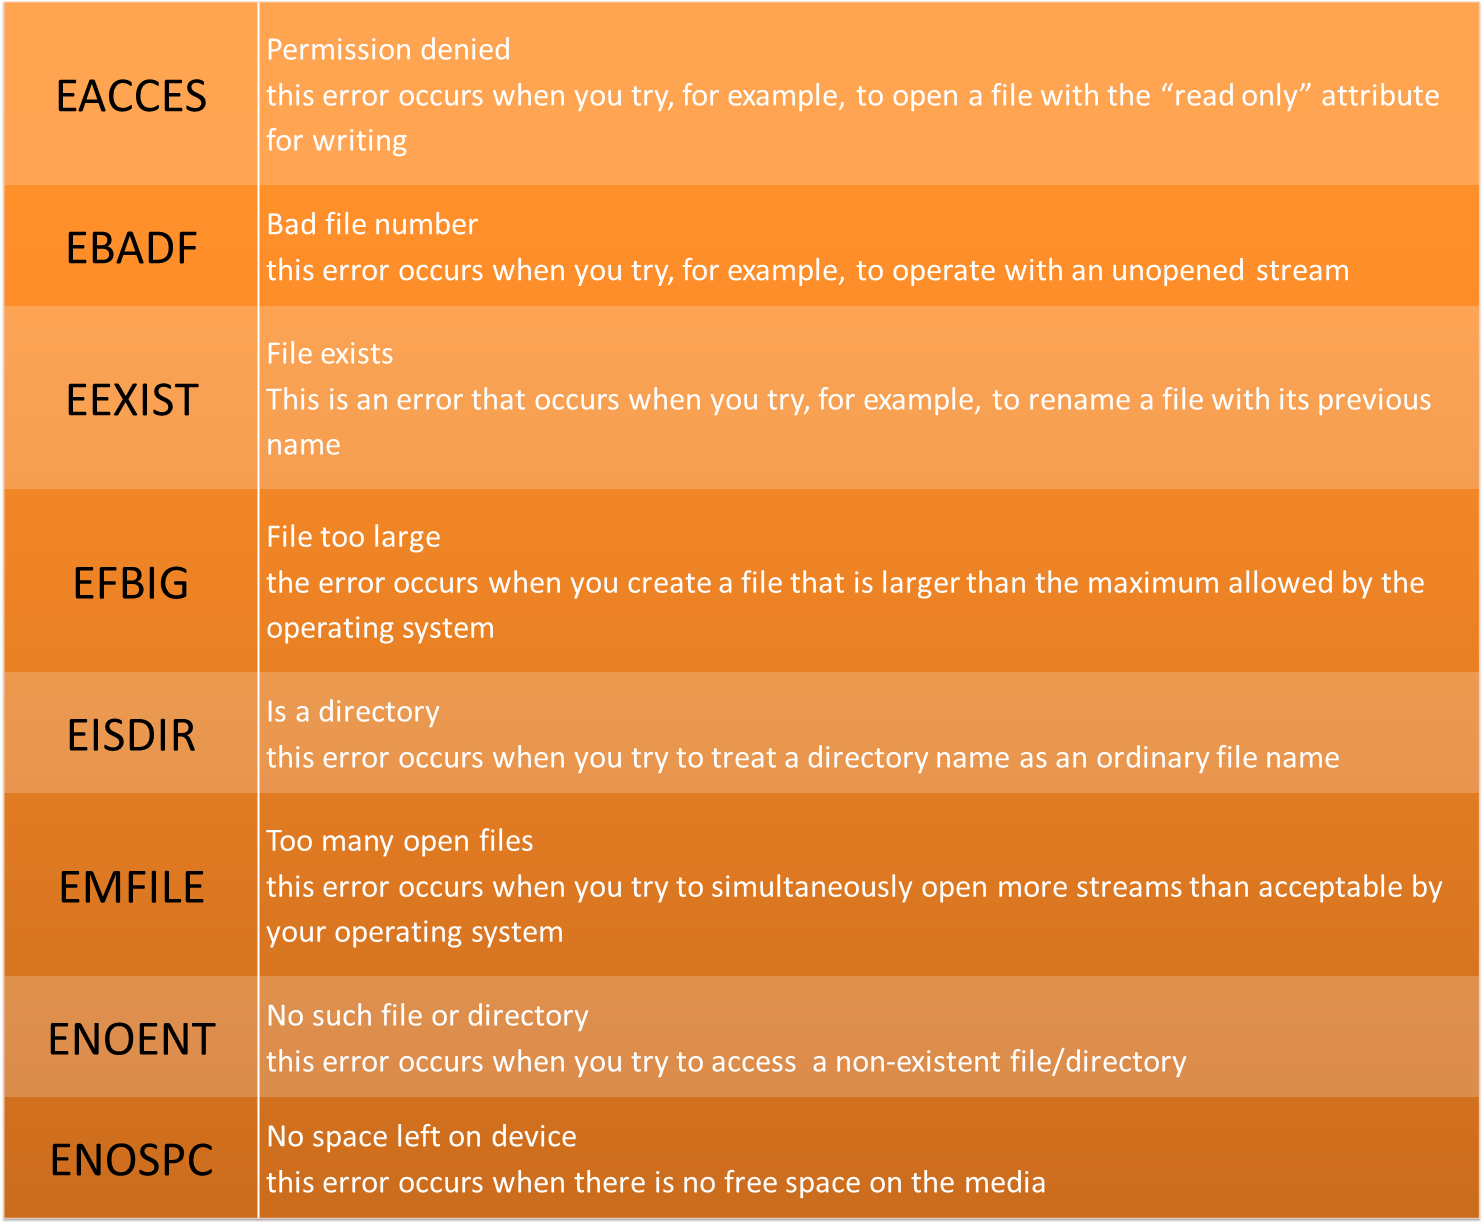 EACCES
Permission denied
this error occurs when you try, for example, to open a file with the “read only” attribute
for writing
EBADF
Bad file number
this error occurs when you try, for example, to operate with an unopened stream
EEXIST
File exists
This is an error that occurs when you try, for example, to rename a file with its previous
name
EFBIG
File too large
the error occurs when you create a file that is larger than the maximum allowed by the
operating system
EISDIR
Is a directory
this error occurs when you try to treat a directory name as an ordinary file name
EMFILE
Too many open files
this error occurs when you try to simultaneously open more streams than acceptable by
your operating system
ENOENT
No such file or directory
this error occurs when you try to access a non-existent file/directory
ENOSPC
No space left on device
this error occurs when there is no free space on the media